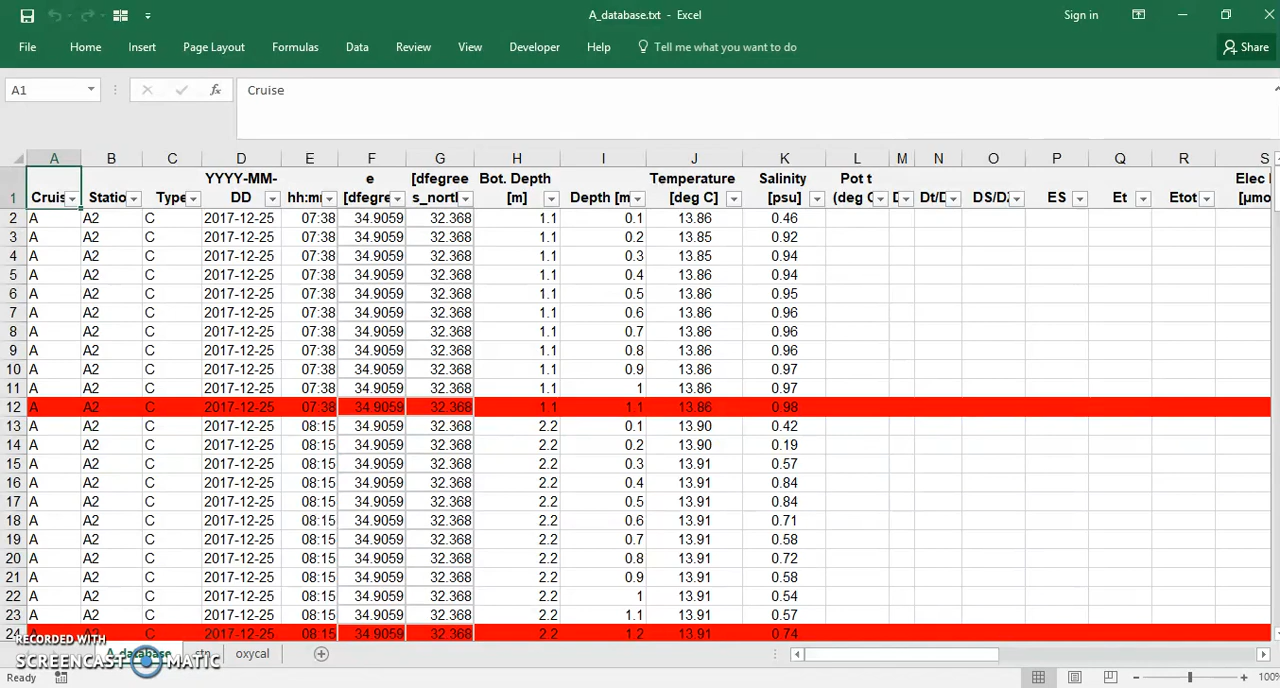 A_database.txt - Excel
Sign in
File Home Insert Page Layout Formulas Data Review View Developer Help Tell me what you want to do Share
A1 fx Cruise
A B C D E F G H I J K L M N O P Q R S
YYYY-MM- e [dfegree Bot. Depth Temperature Salinity Pot t Elec
1 Cruis Statio Type DD hh:m [dfegre s_nortl [m] Depth [m [deg C] [psu] (deg C D Dt/D DS/D ES Et Etot [µmo
2 A A2 C 2017-12-25 07:38 34.9059 32.368 1.1 0.1 13.86 0.46
3 A A2 C 2017-12-25 07:38 34.9059 32.368 1.1 0.2 13.85 0.92
4 A A2 C 2017-12-25 07:38 34.9059 32.368 1.1 0.3 13.85 0.94
5 A A2 C 2017-12-25 07:38 34.9059 32.368 1.1 0.4 13.86 0.94
6 A A2 C 2017-12-25 07:38 34.9059 32.368 1.1 0.5 13.86 0.95
7 A A2 C 2017-12-25 07:38 34.9059 32.368 1.1 0.6 13.86 0.96
8 A A2 C 2017-12-25 07:38 34.9059 32.368 1.1 0.7 13.86 0.96
9 A A2 C 2017-12-25 07:38 34.9059 32.368 1.1 0.8 13.86 0.96
10 A A2 C 2017-12-25 07:38 34.9059 32.368 1.1 0.9 13.86 0.97
11 A A2 C 2017-12-25 07:38 34.9059 32.368 1.1 1 13.86 0.97
12 A A2 C 2017-12-25 07:38 34.9059 32.368 1.1 1.1 13.86 0.98
13 A A2 C 2017-12-25 08:15 34.9059 32.368 2.2 0.1 13.90 0.42
14 A A2 C 2017-12-25 08:15 34.9059 32.368 2.2 0.2 13.90 0.19
15 A A2 C 2017-12-25 08:15 34.9059 32.368 2.2 0.3 13.91 0.57
16 A A2 C 2017-12-25 08:15 34.9059 32.368 2.2 0.4 13.91 0.84
17 A A2 C 2017-12-25 08:15 34.9059 32.368 2.2 0.5 13.91 0.84
18 A A2 C 2017-12-25 08:15 34.9059 32.368 2.2 0.6 13.91 0.71
19 A A2 C 2017-12-25 08:15 34.9059 32.368 2.2 0.7 13.91 0.58
20 A A2 C 2017-12-25 08:15 34.9059 32.368 2.2 0.8 13.91 0.72
21 A A2 C 2017-12-25 08:15 34.9059 32.368 2.2 0.9 13.91 0.58
22 A A2 C 2017-12-25 08:15 34.9059 32.368 2.2 1 13.91 0.54
23 A A2 C 2017-12-25 08:15 34.9059 32.368 2.2 1.1 13.91 0.57
24 A A2 C 2017-12-25 08:15 34.9059 32.368 2.2 1.2 13.91 0.74
RECORDED WITH
SCREENCAST MATIC
A_database oxycal
Ready 100%